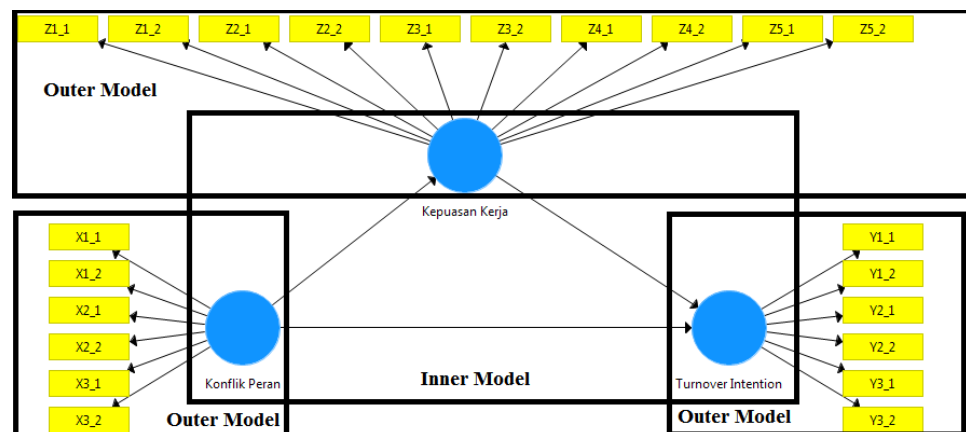 Z1_1 Z1_2 Z2_1 Z2_2 Z3_1 Z3_2 Z4_1 Z4_2 Z5_1 Z5_2
Outer Model
Kepuasan Kerja
X1_1
X1_2
X2_1
X2_2
X3_1
X3_2
Konflik Peran
Outer Model
Inner Model
Turnover Intention
Outer Model
Y1_1
Y1_2
Y2_1
Y2_2
Y3_1
Y3_2